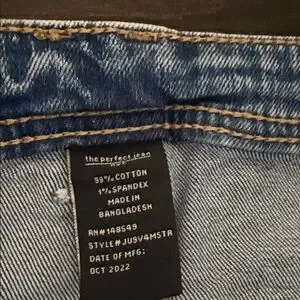 the perfect jean
NYC
99% COTTON
1% SPANDEX
MADE IN
BANGLADESH
RN#148549
STYLE#JU9V4MSTR
DATE OF MFG:
OCT 2022